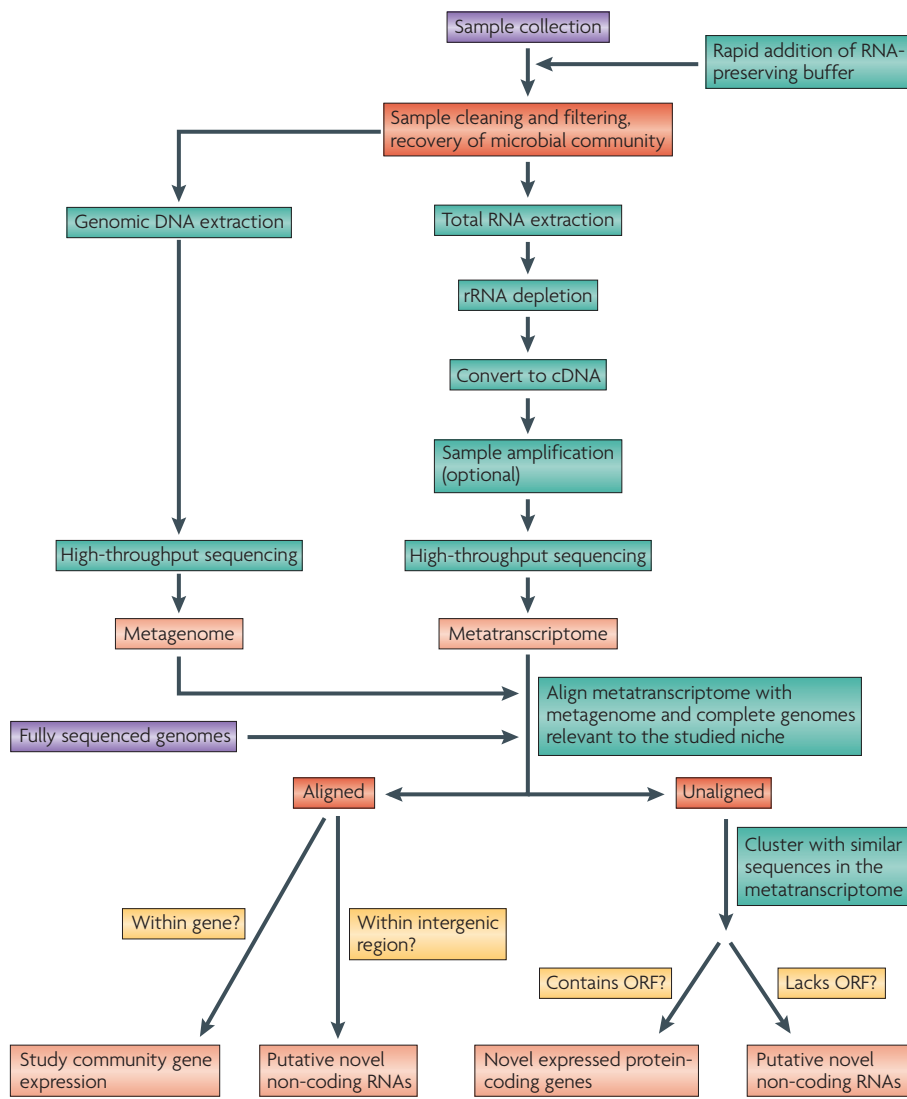 Sample collection
Rapid addition of RNA-
preserving buffer
Sample cleaning and filtering,
recovery of microbial community
Genomic DNA extraction
Total RNA extraction
rRNA depletion
Convert to cDNA
Sample amplification
(optional)
High-throughput sequencing
High-throughput sequencing
Metagenome
Metatranscriptome
Align metatranscriptome with
metagenome and complete genomes
relevant to the studied niche
Fully sequenced genomes
Aligned
Unaligned
Cluster with similar
sequences in the
metatranscriptome
Within gene?
Within intergenic
region?
Contains ORF?
Lacks ORF?
Study community gene
expression
Putative novel
non-coding RNAs
Novel expressed protein-
coding genes
Putative novel
non-coding RNAs